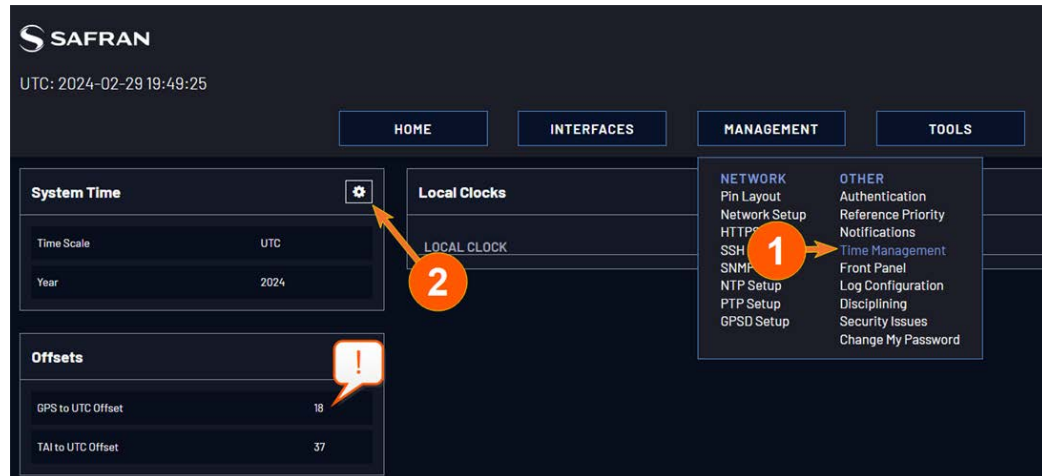 SAFRAN
UTC: 2024-02-29 19:49:25
HOME
INTERFACES
MANAGEMENT
TOOLS
System Time
Time Scale UTC
Year 2024
2
Offsets
!
GPS to UTC Offset 18
TAI to UTC Offset 37
Local Clocks
LOCAL CLOCK
NETWORK
Pin Layout
Network Setup
SSH
NTP Setup
PTP Setup
GPSD Setup
1
OTHER
Authentication
Reference Priority
Notifications
Time Management
Front Panel
Log Configuration
Disciplining
Security Issues
Change My Password